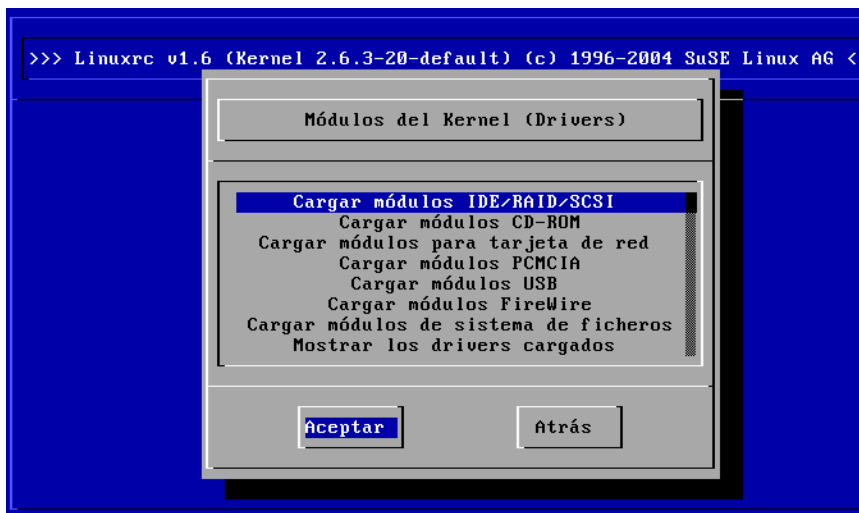 >>> Linuxrc v1.6 (Kernel 2.6.3-20-default) (c) 1996-2004 SuSE Linux AG <
Módulos del Kernel (Drivers)
Cargar módulos IDE/RAID/SCSI
Cargar módulos CD-ROM
Cargar módulos para tarjeta de red
Cargar módulos PCMCIA
Cargar módulos USB
Cargar módulos FireWire
Cargar módulos de sistema de ficheros
Mostrar los drivers cargados
Aceptar Atrás